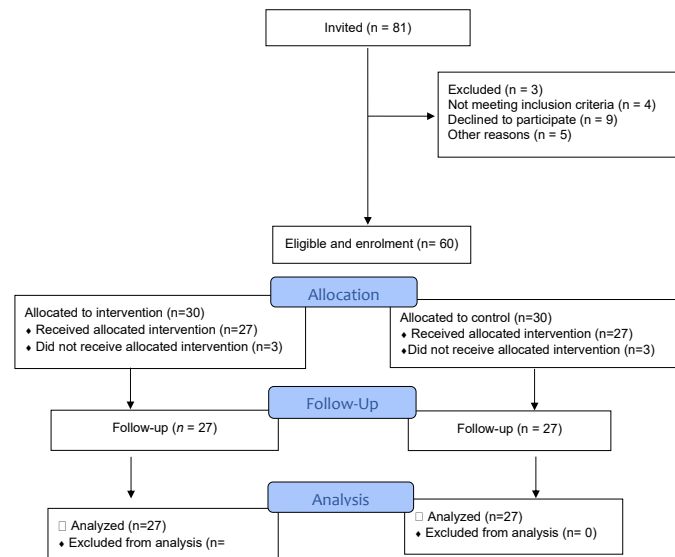 Invited (n = 81)
Excluded (n = 3)
Not meeting inclusion criteria (n = 4)
Declined to participate (n = 9)
Other reasons (n = 5)
Eligible and enrolment (n= 60)
Allocation
Allocated to intervention (n=30)
♦ Received allocated intervention (n=27)
♦ Did not receive allocated intervention (n=3)
Allocated to control (n=30)
♦ Received allocated intervention (n=27)
♦Did not receive allocated intervention (n=3)
Follow-Up
Follow-up (n = 27)
Follow-up (n = 27)
Analysis
□ Analyzed (n=27)
♦ Excluded from analysis (n=
□ Analyzed (n=27)
♦ Excluded from analysis (n= 0)